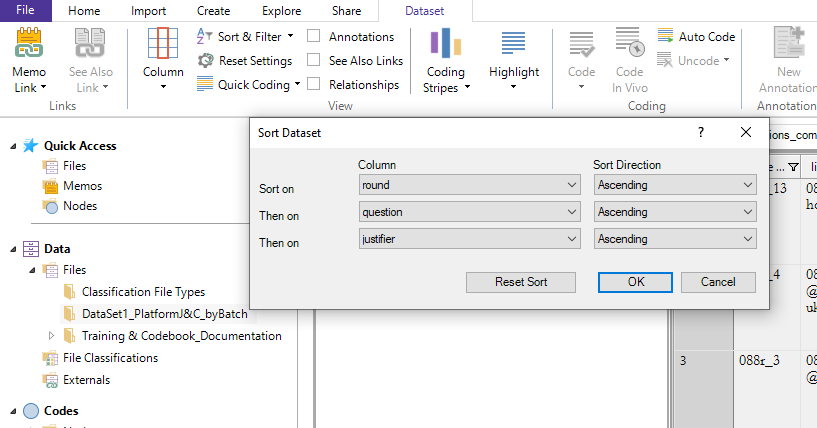 File Home Import Create Explore Share Dataset
Memo Link See Also Link Column Sort & Filter Reset Settings Quick Coding Annotations See Also Links Relationships Coding Stripes Highlight Code Code In Vivo Auto Code Uncode New Annotation
Links View Coding Annotations
Quick Access
Files
Memos
Nodes
Data
Files
Classification File Types
DataSet1_PlatformJ&C_byBatch
Training & Codebook_Documentation
File Classifications
Externals
Codes
Sort Dataset ? ×
Column Sort Direction
Sort on round Ascending
Then on question Ascending
Then on justifier Ascending
Reset Sort OK Cancel
ions_com
e ... li
_13 08
ho
_4 08
@
uk
3 088r_3 08
@